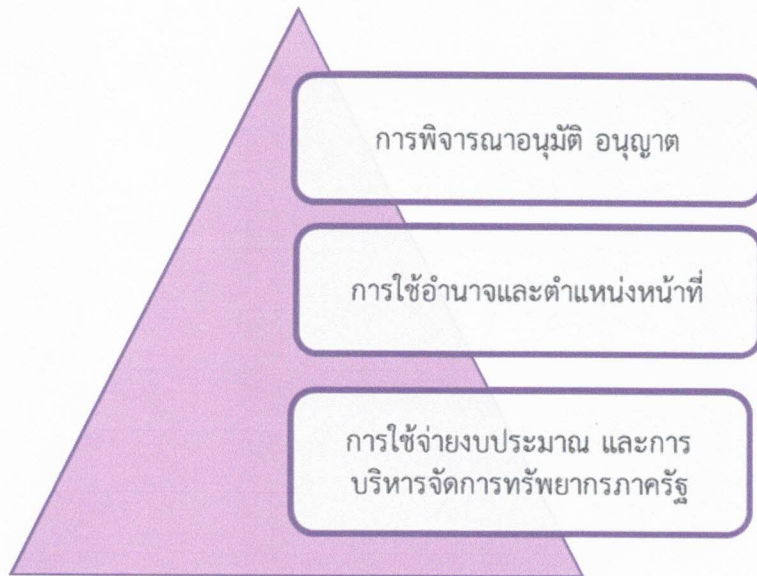 การพิจารณาอนุมัติ อนุญาต
การใช้อำนาจและตำแหน่งหน้าที่
การใช้จ่ายงบประมาณ และการ
บริหารจัดการทรัพยากรภาครัฐ